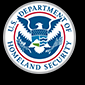 U.S. DEPARTMENT OF
HOMELAND SECURITY